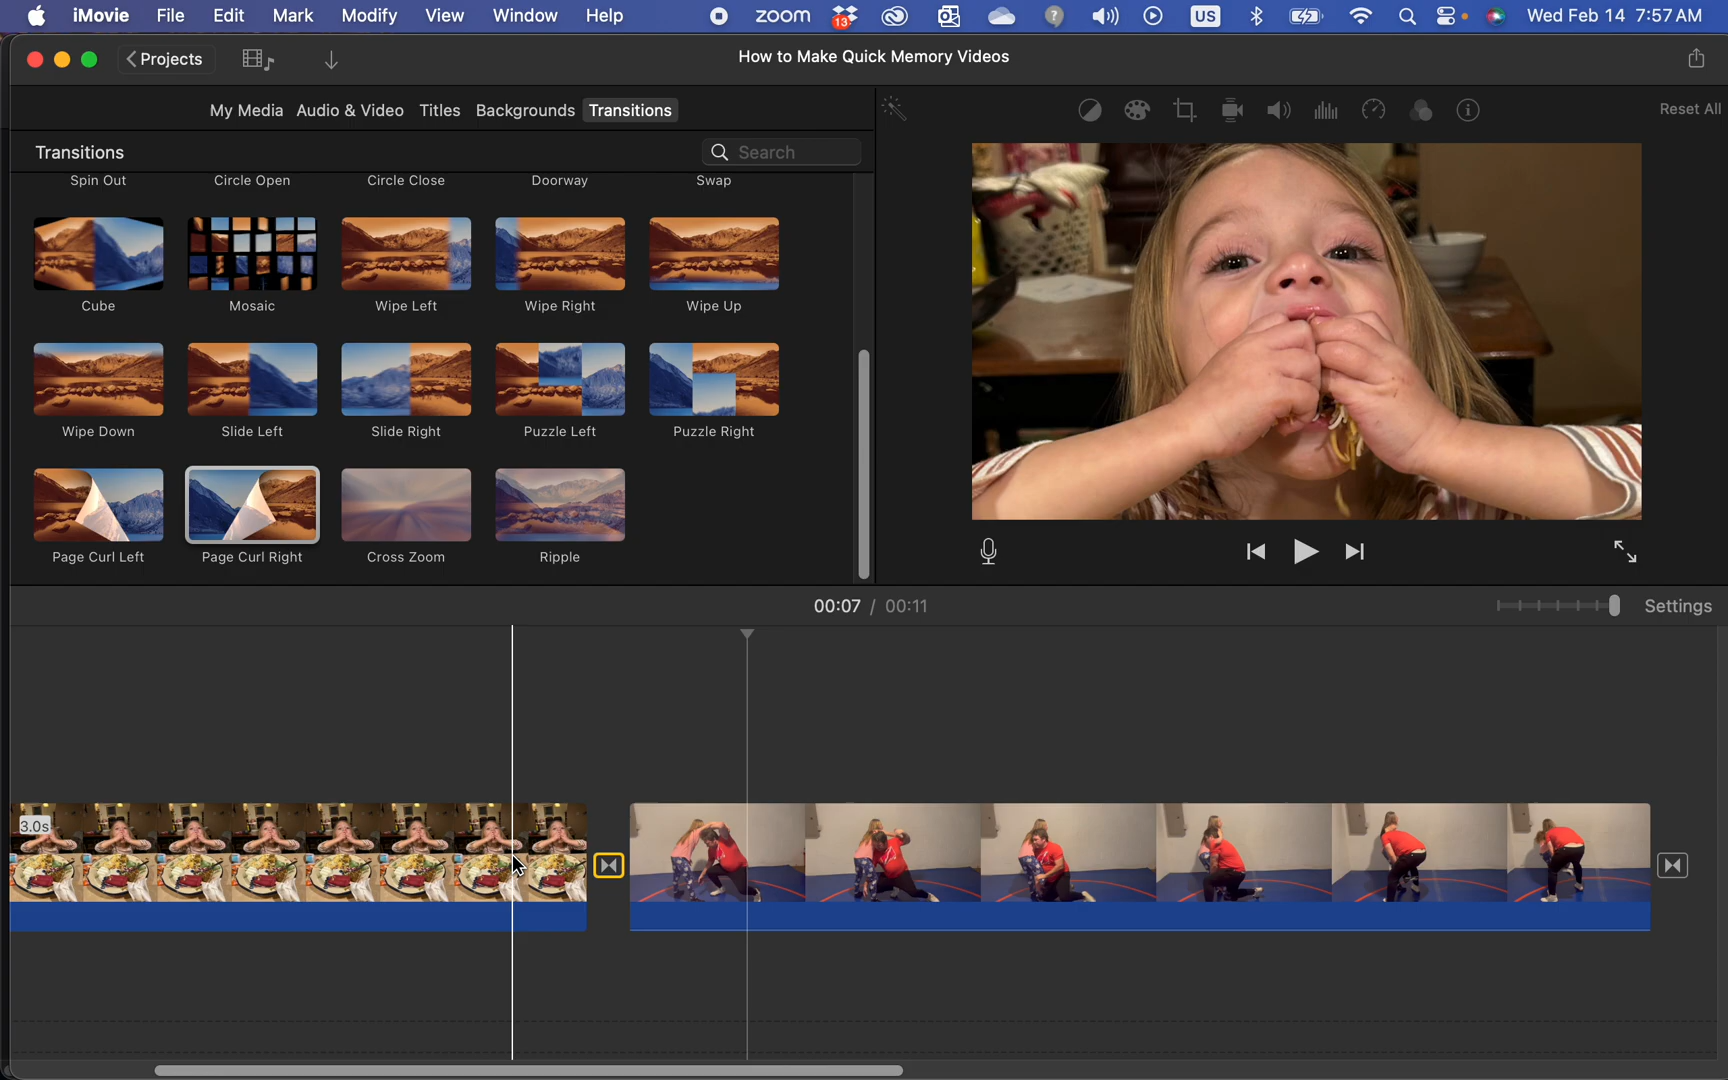 iMovie File Edit Mark Modify View Window Help zoom 13 US Wed Feb 14 7:57 AM
Projects
How to Make Quick Memory Videos
My Media Audio & Video Titles Backgrounds Transitions
Reset All
Transitions
Search
Spin Out Circle Open Circle Close Doorway Swap
Cube Mosaic Wipe Left Wipe Right Wipe Up
Wipe Down Slide Left Slide Right Puzzle Left Puzzle Right
Page Curl Left Page Curl Right Cross Zoom Ripple
00:07 / 00:11
Settings
3.0s